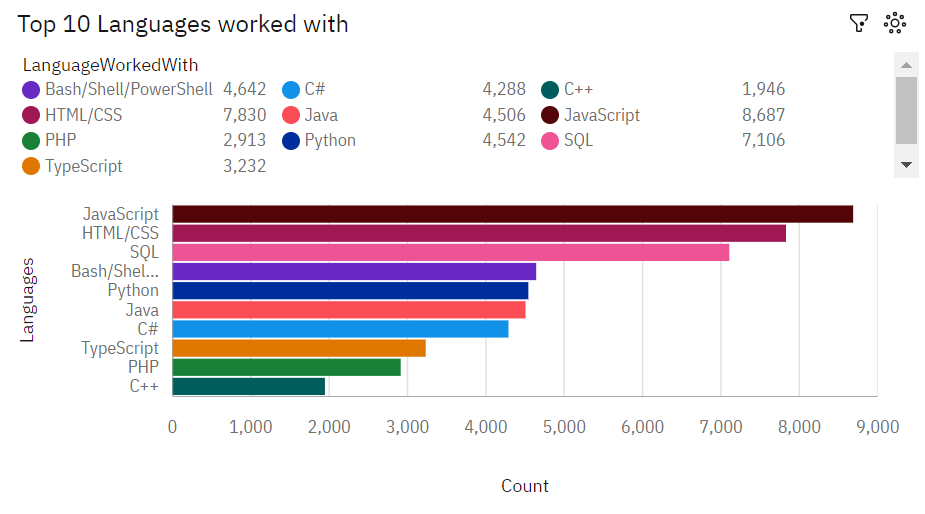 Top 10 Languages worked with
LanguageWorkedWith
Bash/Shell/PowerShell 4,642 C# 4,288 C++ 1,946
HTML/CSS 7,830 Java 4,506 JavaScript 8,687
PHP 2,913 Python 4,542 SQL 7,106
TypeScript 3,232
Languages
JavaScript
HTML/CSS
SQL
Bash/Shel...
Python
Java
C#
TypeScript
PHP
C++
0 1,000 2,000 3,000 4,000 5,000 6,000 7,000 8,000 9,000
Count